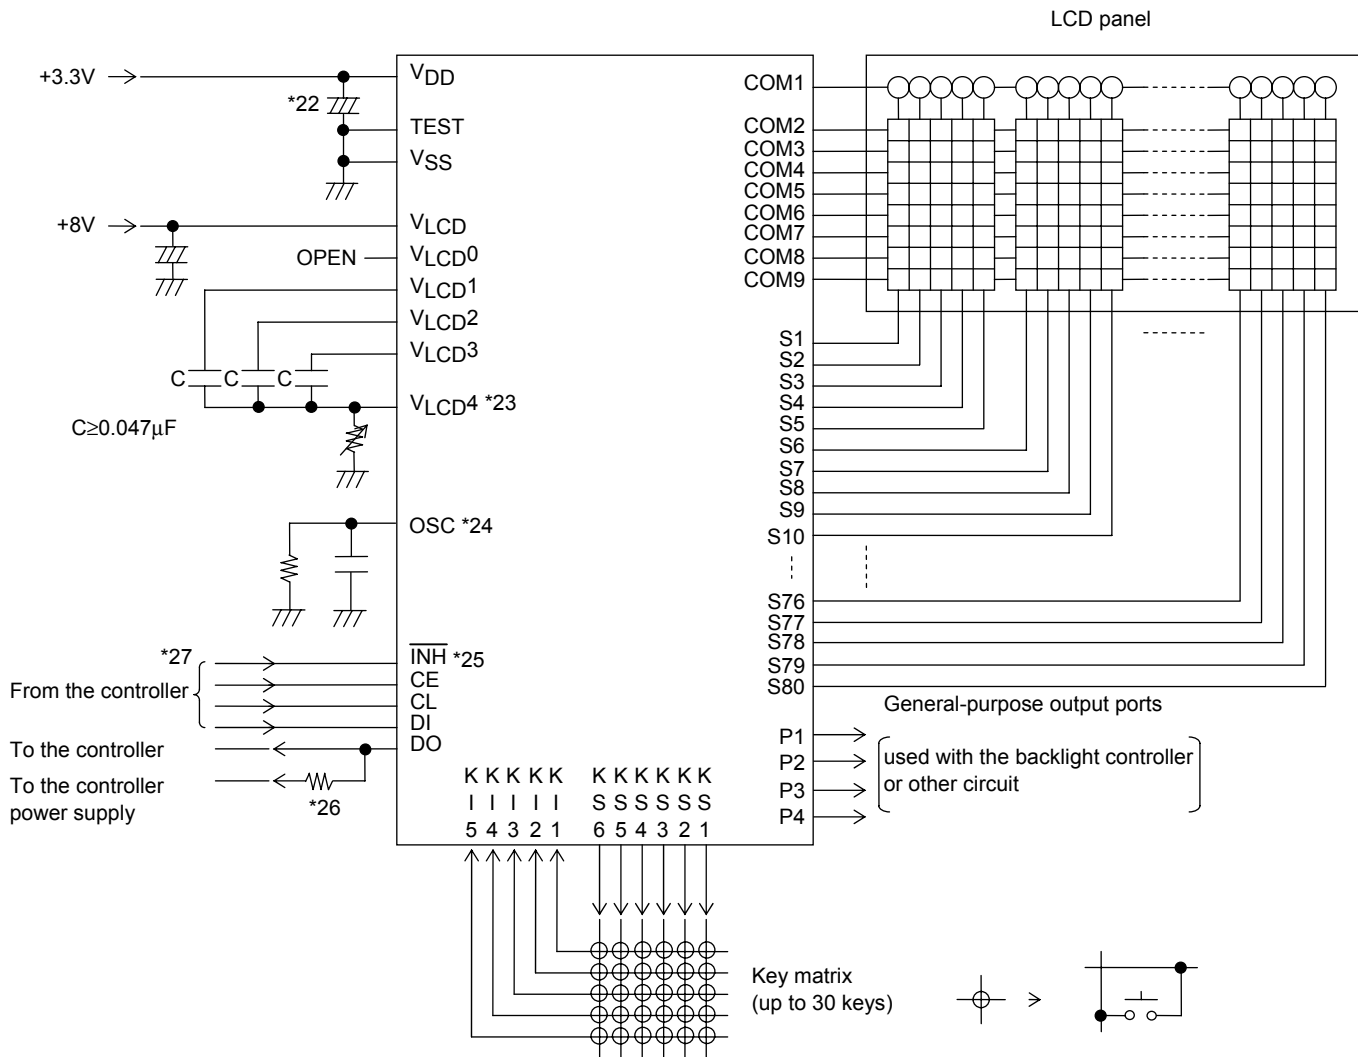 LCD panel
+3.3V
VDD
*22
TEST
VSS
+8V
VLCD
OPEN
VLCD0
VLCD1
VLCD2
VLCD3
C
C
C
VLCD4 *23
C≥0.047μF
OSC *24
*27
INH *25
From the controller
CE
CL
DI
To the controller
DO
To the controller
power supply
*26
COM1
COM2
COM3
COM4
COM5
COM6
COM7
COM8
COM9
S1
S2
S3
S4
S5
S6
S7
S8
S9
S10
S76
S77
S78
S79
S80
General-purpose output ports
P1
P2
P3
P4
used with the backlight controller
or other circuit
K K K K K K K K K K K
I I I I I S S S S S S
5 4 3 2 1 6 5 4 3 2 1
Key matrix
(up to 30 keys)